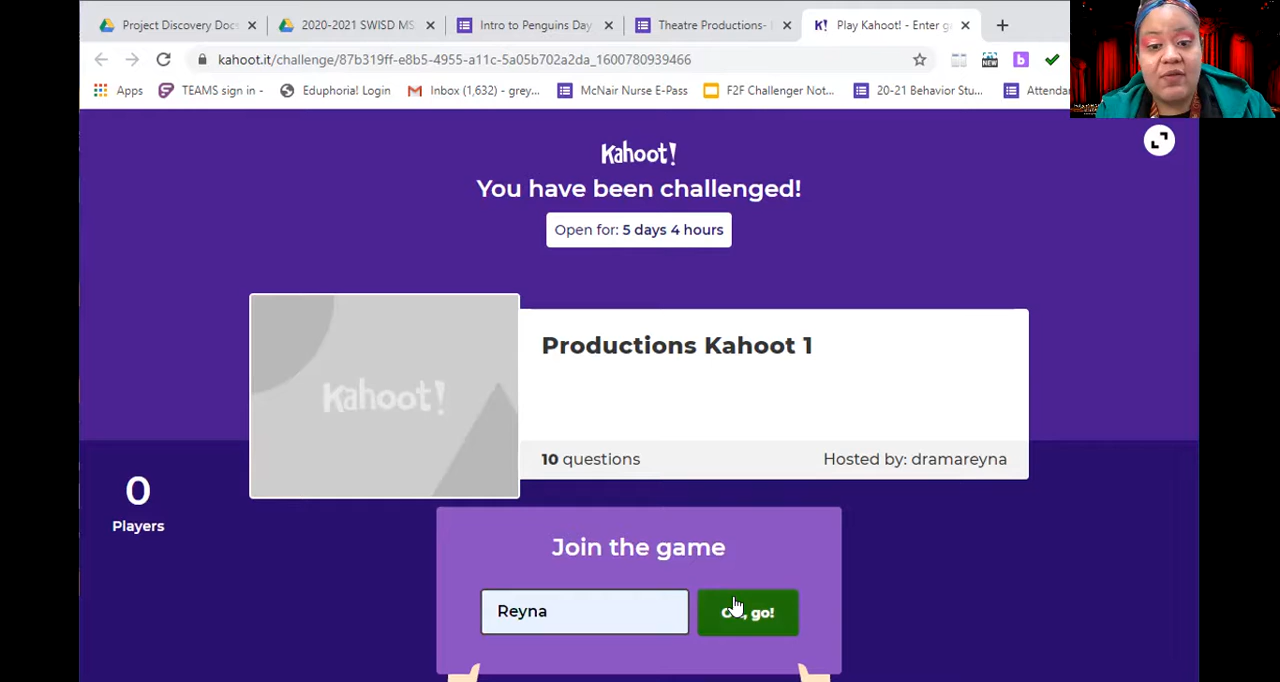 Project Discovery Doc
2020-2021 SWISD MS
Intro to Penguins Day
Theatre Productions-
K! Play Kahoot! - Enter g
kahoot.it/challenge/87b319ff-e8b5-4955-a11c-5a05b702a2da_1600780939466
NEW
b
Apps
TEAMS sign in -
Eduphoria! Login
Inbox (1,632) - grey...
McNair Nurse E-Pass
F2F Challenger Not...
20-21 Behavior Stu...
Attenda
Kahoot!
You have been challenged!
Open for: 5 days 4 hours
Kahoot!
Productions Kahoot 1
10 questions
Hosted by: dramareyna
0
Players
Join the game
Reyna
go!